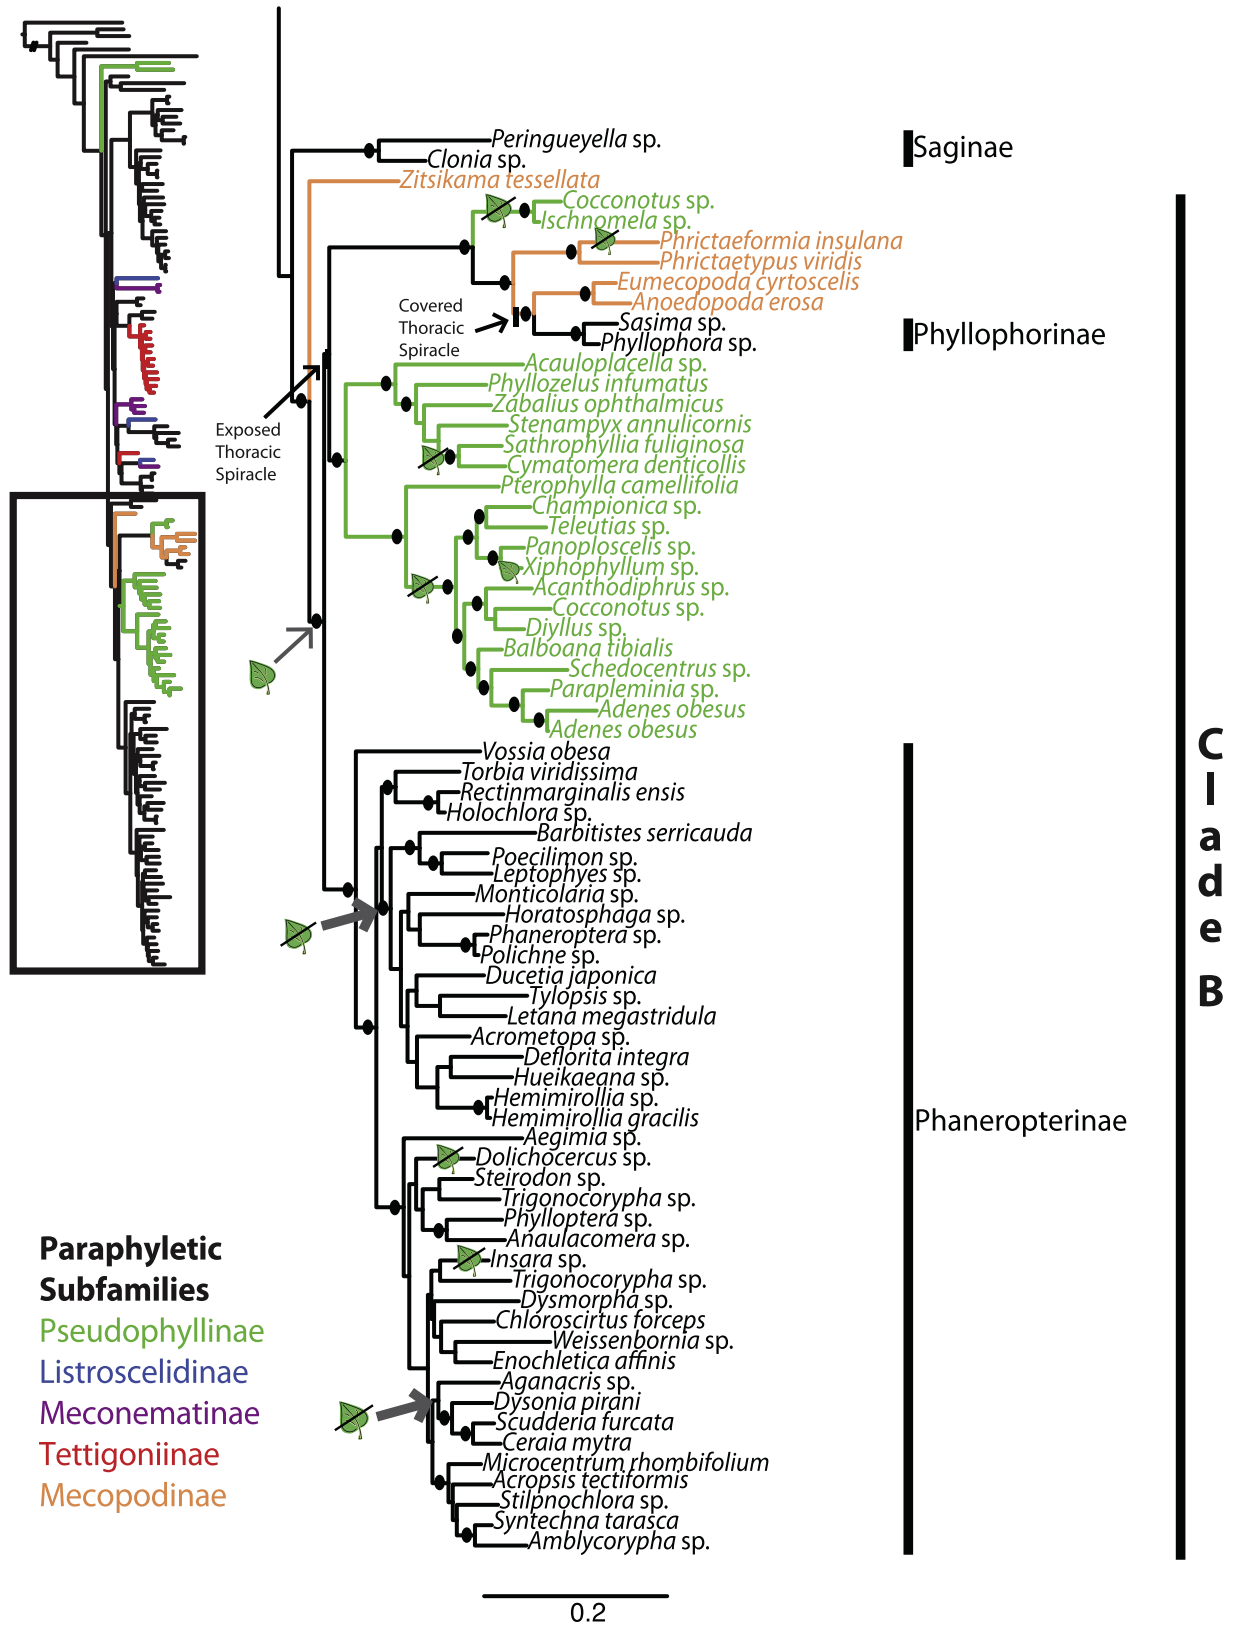 Peringueyella sp.
Clonia sp.
Saginae
Zitsikama tessellata
Cocconotus sp.
Ischnomela sp.
Phrictaeformia insulana
Phrictaetypus viridis
Eumecopoda cyrtoscelis
Anoedopoda erosa
Covered
Thoracic
Spiracle
Sasima sp.
Phyllophora sp.
Phyllophorinae
Acauloplacella sp.
Phyllozelus infumatus
Zabalius ophthalmicus
Stenampyx annulicornis
Exposed
Thoracic
Spiracle
Sathrophyllia fuliginosa
Cymatomera denticollis
Pterophylla camellifolia
Championica sp.
Teleutias sp.
Panoploscelis sp.
Xiphophyllum sp.
Acanthodiphrus sp.
Cocconotus sp.
Diyllus sp.
Balboana tibialis
Schedocentrus sp.
Parapleminia sp.
Adenes obesus
Adenes obesus
Vossia obesa
Torbia viridissima
Rectinmarginalis ensis
Holochlora sp.
Barbitistes serricauda
Poecilimon sp.
Leptophyes sp.
Monticolaria sp.
Horatosphaga sp.
Phaneroptera sp.
Polichne sp.
Ducetia japonica
Tylopsis sp.
Letana megastridula
Acrometopa sp.
Deflorita integra
Hueikaeana sp.
Hemimirollia sp.
Hemimirollia gracilis
Phaneropterinae
Aegimia sp.
Dolichocercus sp.
Steirodon sp.
Trigonocorypha sp.
Phylloptera sp.
Anaulacomera sp.
Insara sp.
Trigonocorypha sp.
Dysmorpha sp.
Chloroscirtus forceps
Weissenbornia sp.
Enochletica affinis
Aganacris sp.
Dysonia pirani
Scudderia furcata
Ceraia mytra
Microcentrum rhombifolium
Acropsis tectiformis
Stilpnochlora sp.
Syntechna tarasca
Amblycorypha sp.
Clade B
Paraphyletic
Subfamilies
Pseudophyllinae
Listroscelidinae
Meconematinae
Tettigoniinae
Mecopodinae
0.2